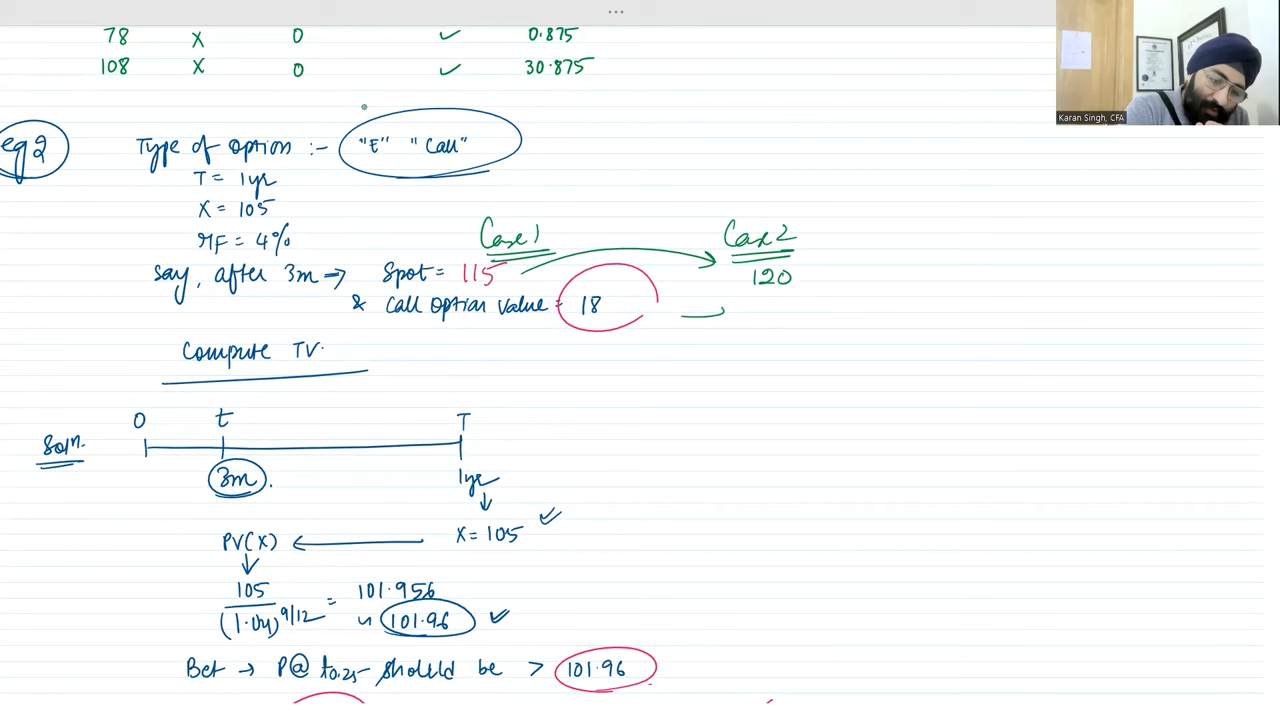 78 X 0 ✓ 0.875
108 X 0 ✓ 30.875
eg2 Type of option :- "E" "Call"
T = 1yr
X = 105
rF = 4%
Case 1 Case 2
say, after 3m → Spot = 115 120
& Call option value = 18
Compute TV.
0 t T
Soln.
3m. 1yr
X = 105 ✓
PV(X)
105 / (1.04)^9/12 = 101.956
~ 101.96 ✓
Bet → P@ t0.25 should be > 101.96
Karan Singh, CFA